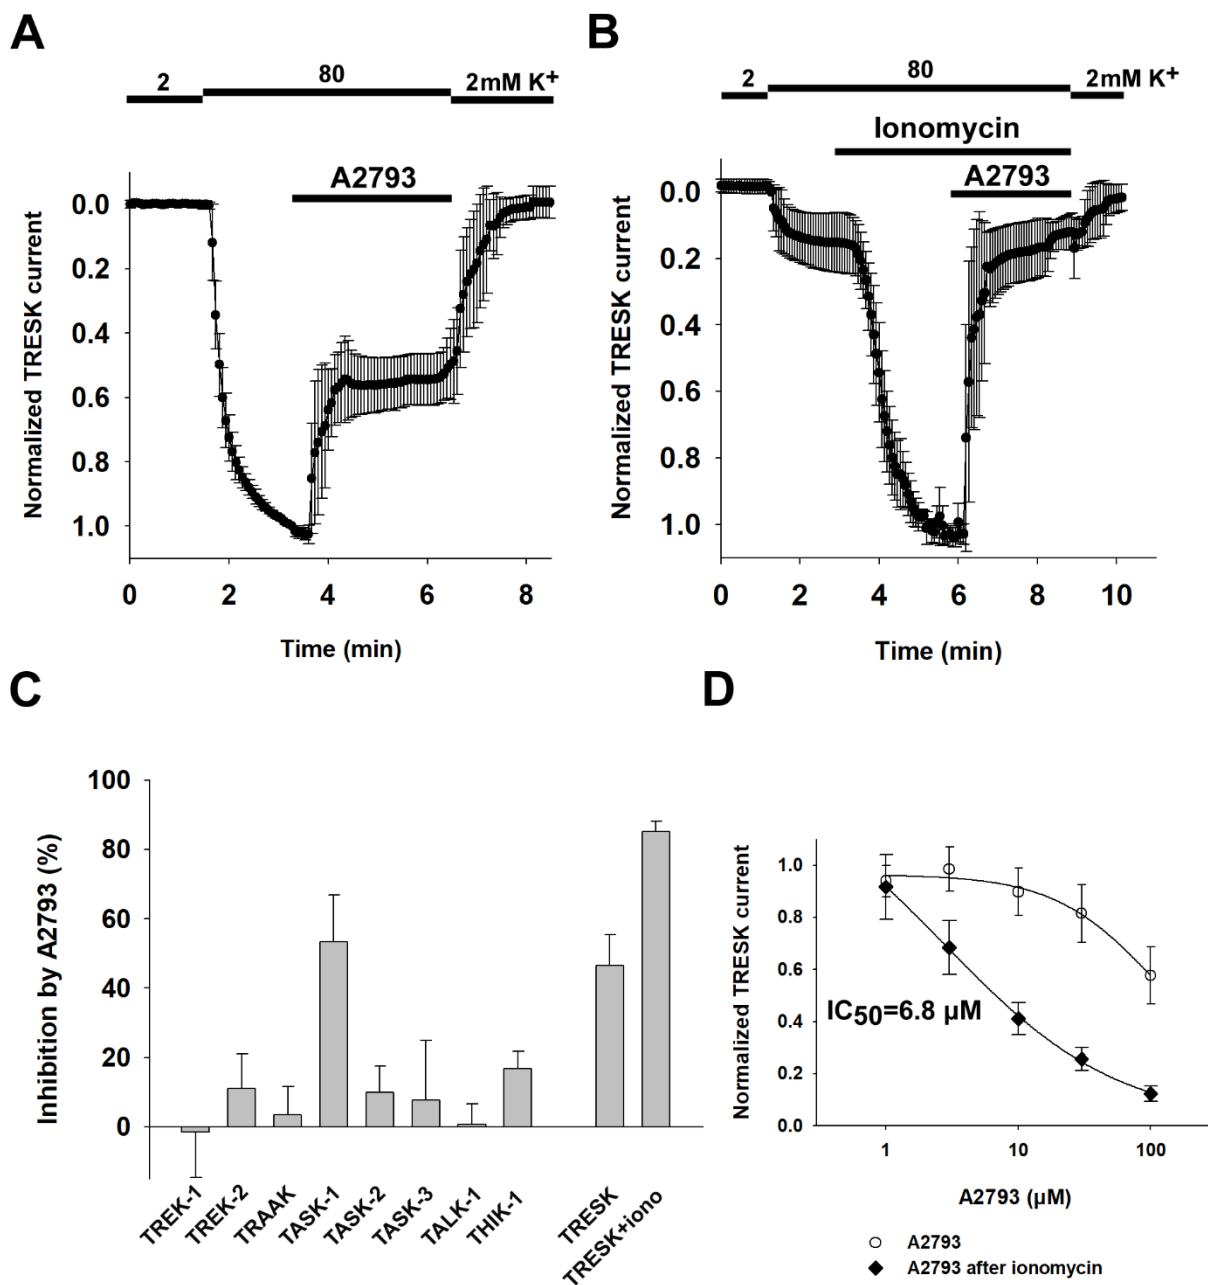 A
2
80
2mM K+
A2793
Normalized TRESK current
0.0
0.2
0.4
0.6
0.8
1.0
0
2
4
6
8
Time (min)
B
2
80
2mM K+
Ionomycin
A2793
Normalized TRESK current
0.0
0.2
0.4
0.6
0.8
1.0
0
2
4
6
8
10
Time (min)
C
Inhibition by A2793 (%)
100
80
60
40
20
0
TREK-1
TREK-2
TRAAK
TASK-1
TASK-2
TASK-3
TALK-1
THIK-1
TRESK
TRESK+iono
D
Normalized TRESK current
1.0
0.8
0.6
0.4
0.2
0.0
IC50=6.8 µM
1
10
100
A2793 (µM)
A2793
A2793 after ionomycin